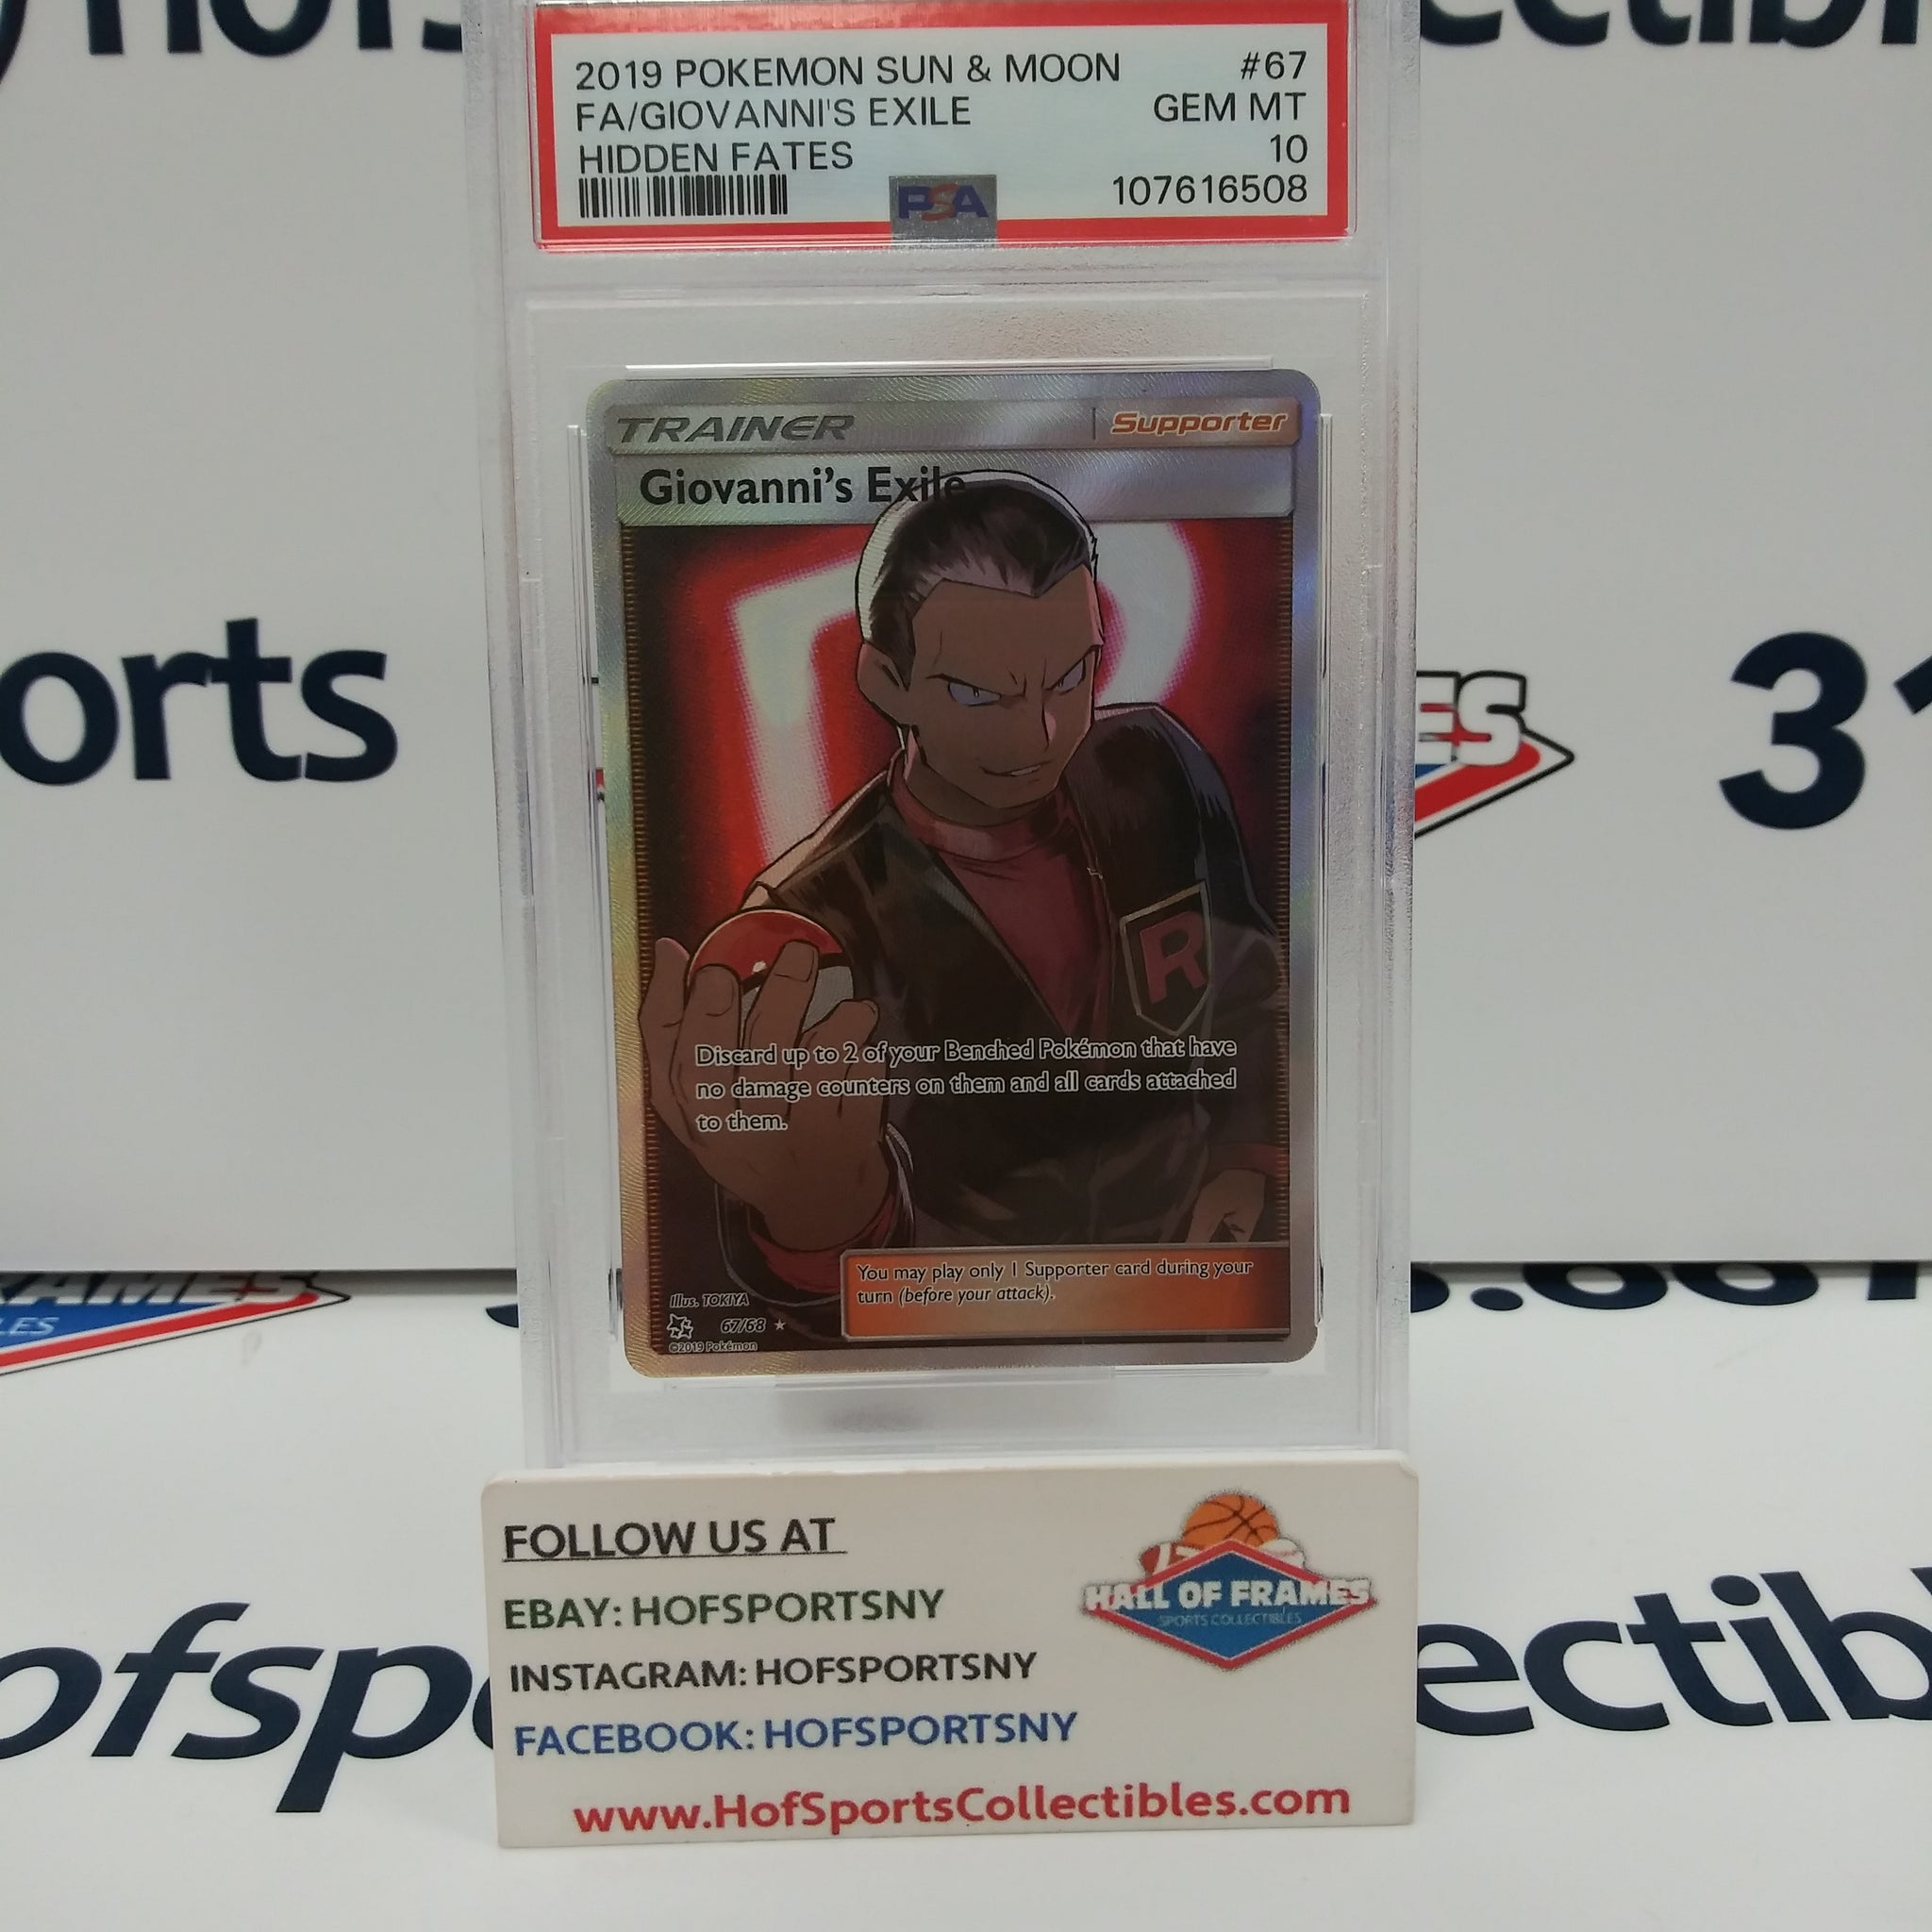 2019 POKEMON SUN & MOON #67
FA/GIOVANNI'S EXILE GEM MT
HIDDEN FATES 10
PSA 107616508
TRAINER Supporter
Giovanni's Exile
orts
ES
R
Discard up to 2 of your Benched Pokémon that have
no damage counters on them and all cards attached
to them.
You may play only 1 Supporter card during your
turn (before your attack).
Illus. TOKIYA
67/68
©2019 Pokémon
FOLLOW US AT
EBAY: HOFSPORTSNY
INSTAGRAM: HOFSPORTSNY
FACEBOOK: HOFSPORTSNY
www.HofSportsCollectibles.com
HALL OF FRAMES
SPORTS COLLECTIBLES
ofsp
ectib